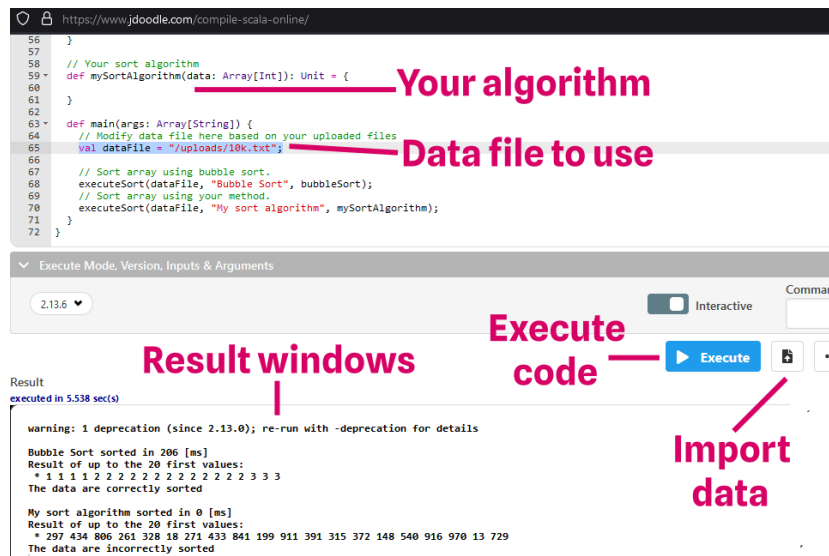 https://www.jdoodle.com/compile-scala-online/
56 }
57
58 // Your sort algorithm
59 def mySortAlgorithm(data: Array[Int]): Unit = {
60
61 }
62
63 def main(args: Array[String]) {
64 // Modify data file here based on your uploaded files
65 val dataFile = "/uploads/10k.txt";
66
67 // Sort array using bubble sort.
68 executeSort(dataFile, "Bubble Sort", bubbleSort);
69 // Sort array using your method.
70 executeSort(dataFile, "My sort algorithm", mySortAlgorithm);
71 }
72 }
Your algorithm
Data file to use
Execute Mode, Version, Inputs & Arguments
2.13.6
Interactive
Comman
Result windows
Execute
code
Execute
Import
data
Result
executed in 5.538 sec(s)
warning: 1 deprecation (since 2.13.0); re-run with -deprecation for details
Bubble Sort sorted in 206 [ms]
Result of up to the 20 first values:
* 1 1 1 1 2 2 2 2 2 2 2 2 2 2 2 2 2 3 3 3
The data are correctly sorted
My sort algorithm sorted in 0 [ms]
Result of up to the 20 first values:
* 297 434 806 261 328 18 271 433 841 199 911 391 315 372 148 540 916 970 13 729
The data are incorrectly sorted